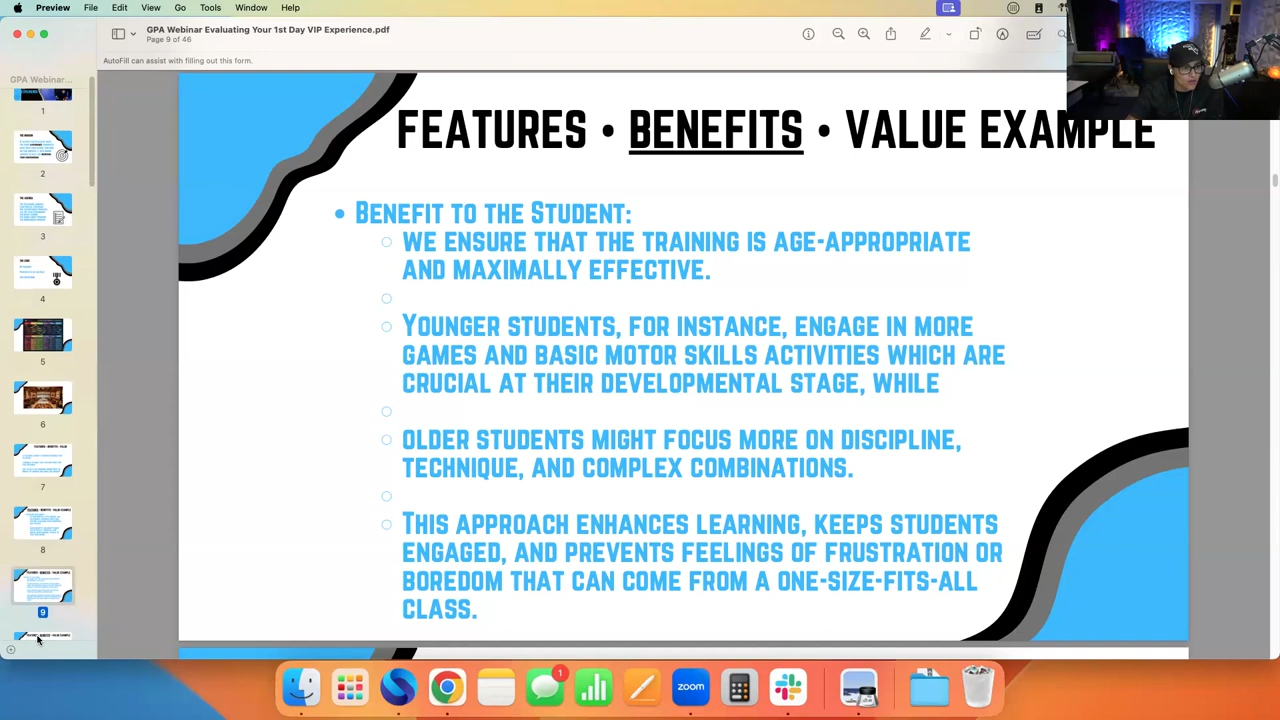 Preview File Edit View Go Tools Window Help
GPA Webinar Evaluating Your 1st Day VIP Experience.pdf
Page 9 of 46
AutoFill can assist with filling out this form.
GPA Webinar...
1
2
3
4
5
6
7
8
9
FEATURES • BENEFITS • VALUE EXAMPLE
BENEFIT TO THE STUDENT:
WE ENSURE THAT THE TRAINING IS AGE-APPROPRIATE
AND MAXIMALLY EFFECTIVE.
YOUNGER STUDENTS, FOR INSTANCE, ENGAGE IN MORE
GAMES AND BASIC MOTOR SKILLS ACTIVITIES WHICH ARE
CRUCIAL AT THEIR DEVELOPMENTAL STAGE, WHILE
OLDER STUDENTS MIGHT FOCUS MORE ON DISCIPLINE,
TECHNIQUE, AND COMPLEX COMBINATIONS.
THIS APPROACH ENHANCES LEARNING, KEEPS STUDENTS
ENGAGED, AND PREVENTS FEELINGS OF FRUSTRATION OR
BOREDOM THAT CAN COME FROM A ONE-SIZE-FITS-ALL
CLASS.
1
zoom